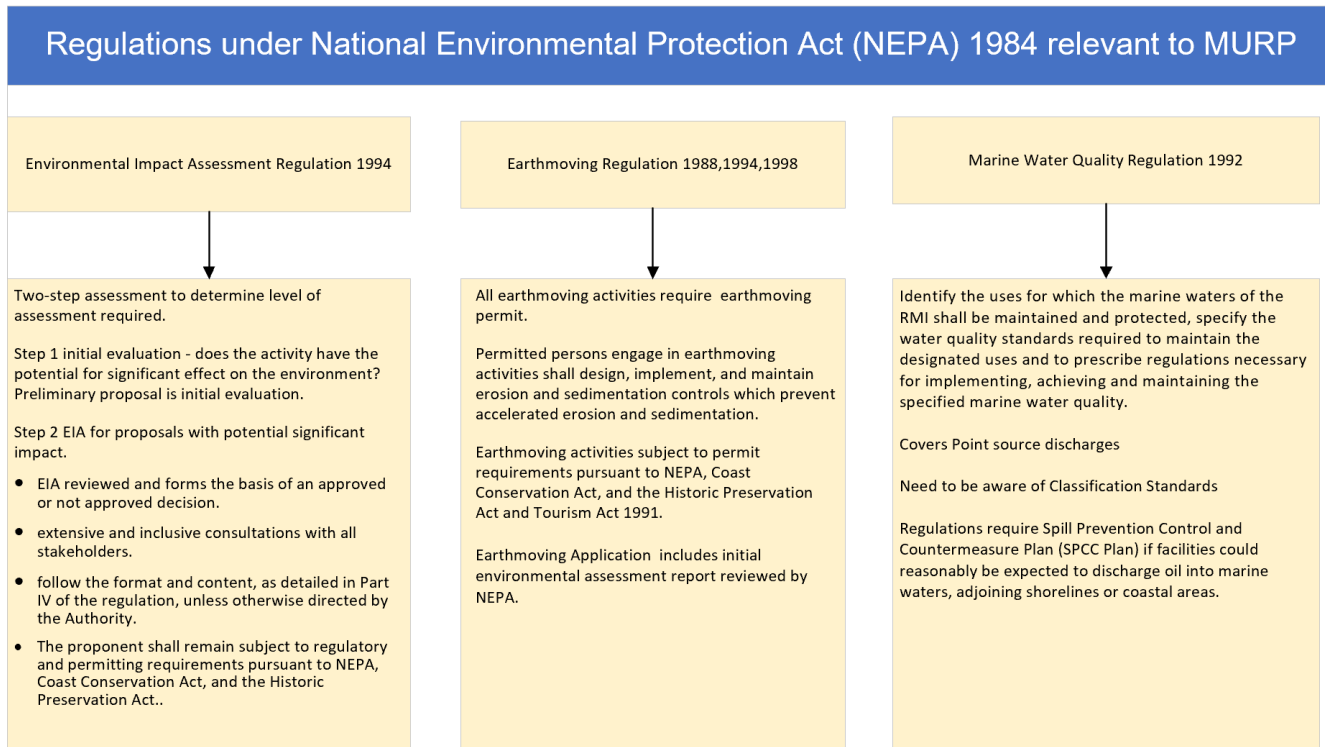 Regulations under National Environmental Protection Act (NEPA) 1984 relevant to MURP
Environmental Impact Assessment Regulation 1994
Two-step assessment to determine level of
assessment required.
Step 1 initial evaluation - does the activity have the
potential for significant effect on the environment?
Preliminary proposal is initial evaluation.
Step 2 EIA for proposals with potential significant
impact.
• EIA reviewed and forms the basis of an approved
or not approved decision.
• extensive and inclusive consultations with all
stakeholders.
• follow the format and content, as detailed in Part
IV of the regulation, unless otherwise directed by
the Authority.
• The proponent shall remain subject to regulatory
and permitting requirements pursuant to NEPA,
Coast Conservation Act, and the Historic
Preservation Act..
Earthmoving Regulation 1988,1994,1998
All earthmoving activities require earthmoving
permit.
Permitted persons engage in earthmoving
activities shall design, implement, and maintain
erosion and sedimentation controls which prevent
accelerated erosion and sedimentation.
Earthmoving activities subject to permit
requirements pursuant to NEPA, Coast
Conservation Act, and the Historic Preservation
Act and Tourism Act 1991.
Earthmoving Application includes initial
environmental assessment report reviewed by
NEPA.
Marine Water Quality Regulation 1992
Identify the uses for which the marine waters of the
RMI shall be maintained and protected, specify the
water quality standards required to maintain the
designated uses and to prescribe regulations necessary
for implementing, achieving and maintaining the
specified marine water quality.
Covers Point source discharges
Need to be aware of Classification Standards
Regulations require Spill Prevention Control and
Countermeasure Plan (SPCC Plan) if facilities could
reasonably be expected to discharge oil into marine
waters, adjoining shorelines or coastal areas.